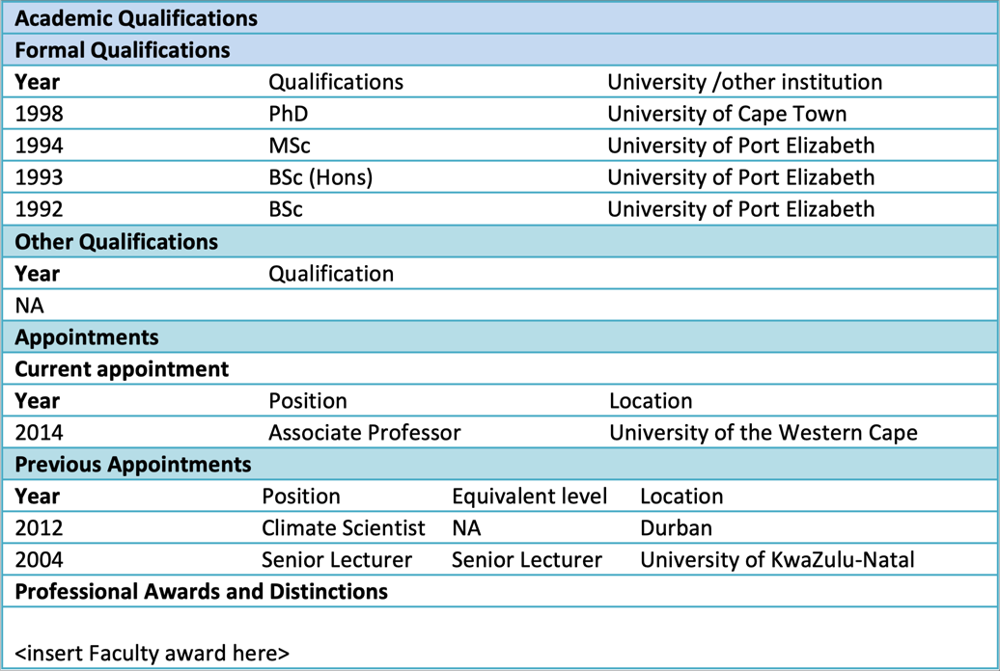 Academic Qualifications
Formal Qualifications
Year Qualifications University /other institution
1998 PhD University of Cape Town
1994 MSc University of Port Elizabeth
1993 BSc (Hons) University of Port Elizabeth
1992 BSc University of Port Elizabeth
Other Qualifications
Year Qualification
NA
Appointments
Current appointment
Year Position Location
2014 Associate Professor University of the Western Cape
Previous Appointments
Year Position Equivalent level Location
2012 Climate Scientist NA Durban
2004 Senior Lecturer Senior Lecturer University of KwaZulu-Natal
Professional Awards and Distinctions
<insert Faculty award here>